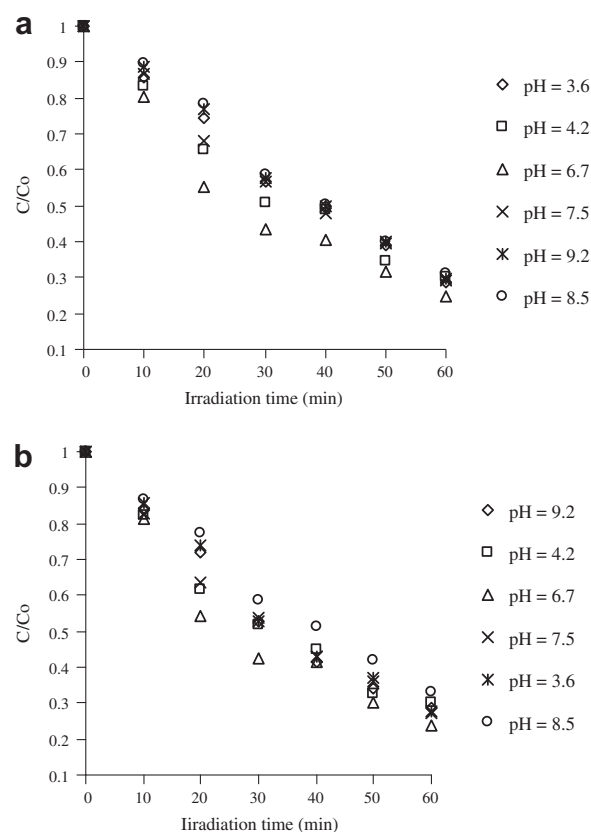 a
1
0.9
0.8
0.7
0.6
0.5
0.4
0.3
0.2
0.1
C/Co
0 10 20 30 40 50 60
Irradiation time (min)
pH = 3.6
pH = 4.2
pH = 6.7
pH = 7.5
pH = 9.2
pH = 8.5
b
1
0.9
0.8
0.7
0.6
0.5
0.4
0.3
0.2
0.1
C/Co
0 10 20 30 40 50 60
Iiradiation time (min)
pH = 9.2
pH = 4.2
pH = 6.7
pH = 7.5
pH = 3.6
pH = 8.5